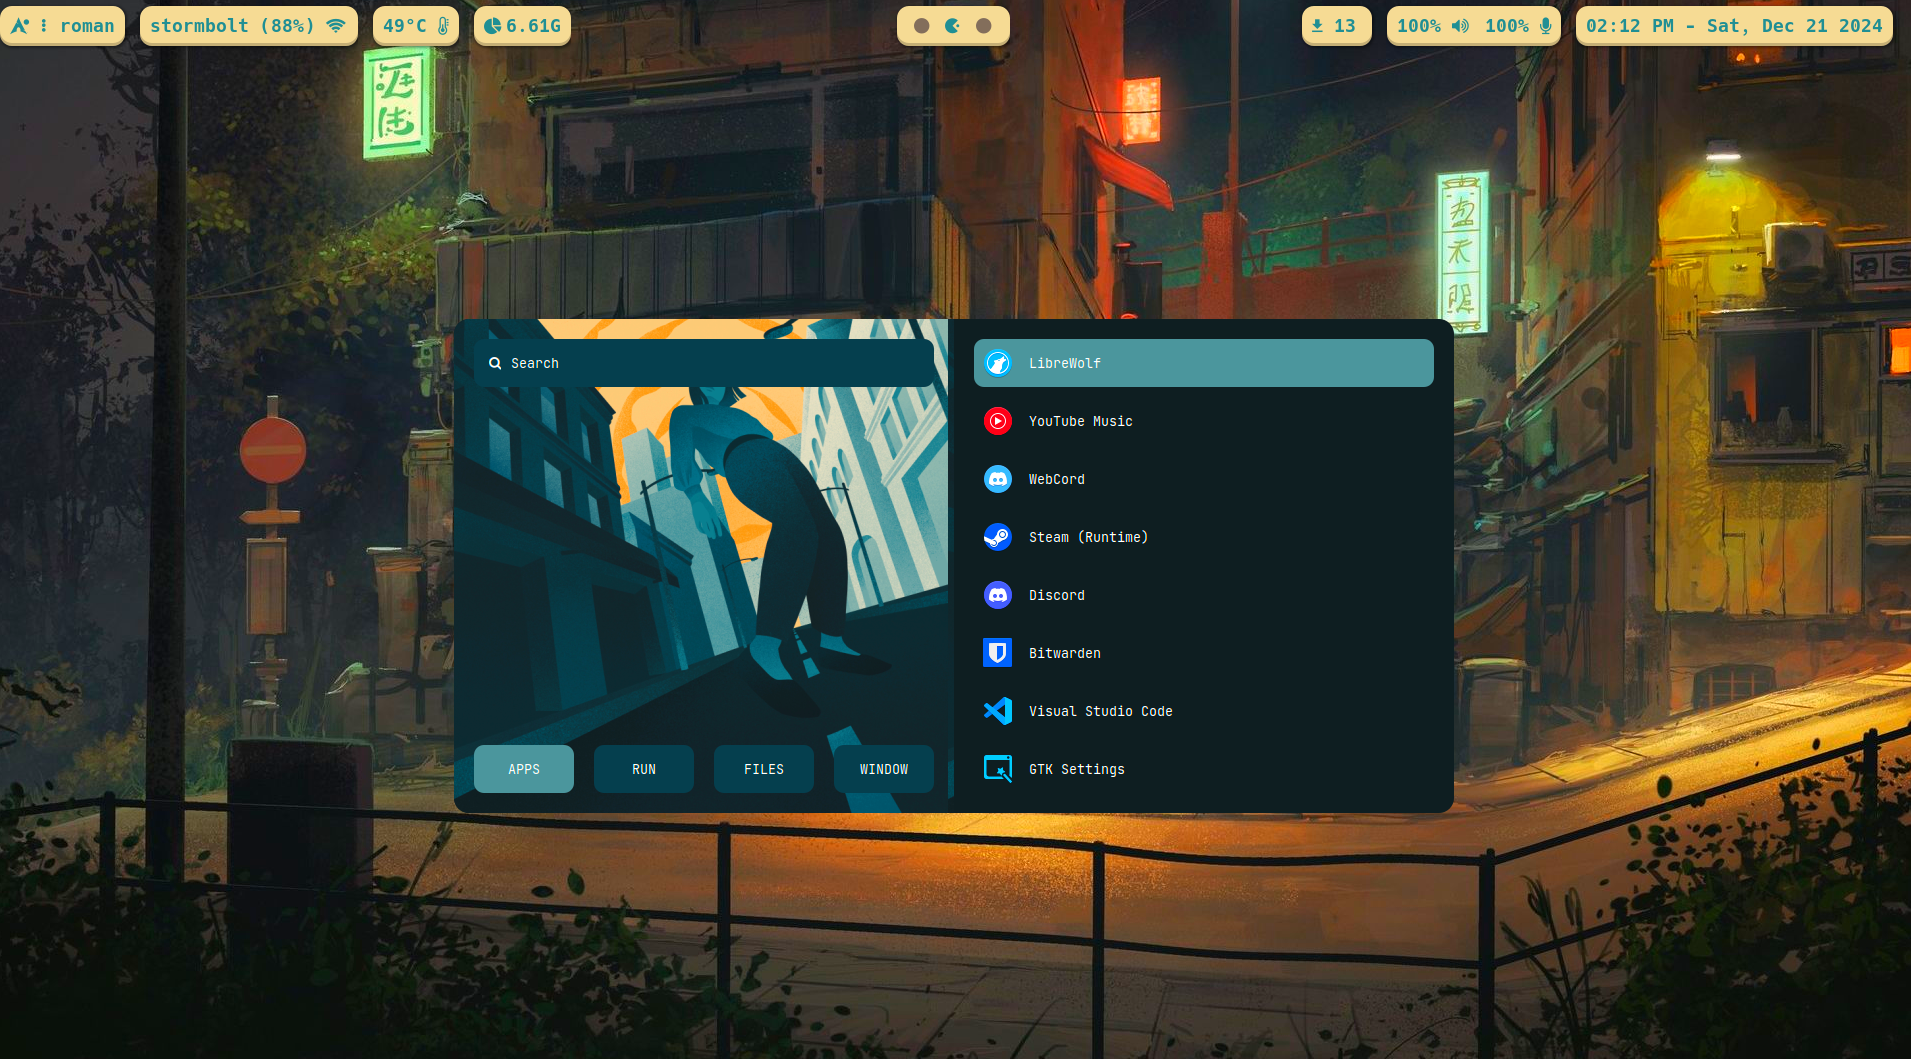 roman
stormbolt (88%)
49°C
6.61G
13
100% 100%
02:12 PM - Sat, Dec 21 2024
Search
LibreWolf
YouTube Music
WebCord
Steam (Runtime)
Discord
Bitwarden
Visual Studio Code
GTK Settings
APPS
RUN
FILES
WINDOW